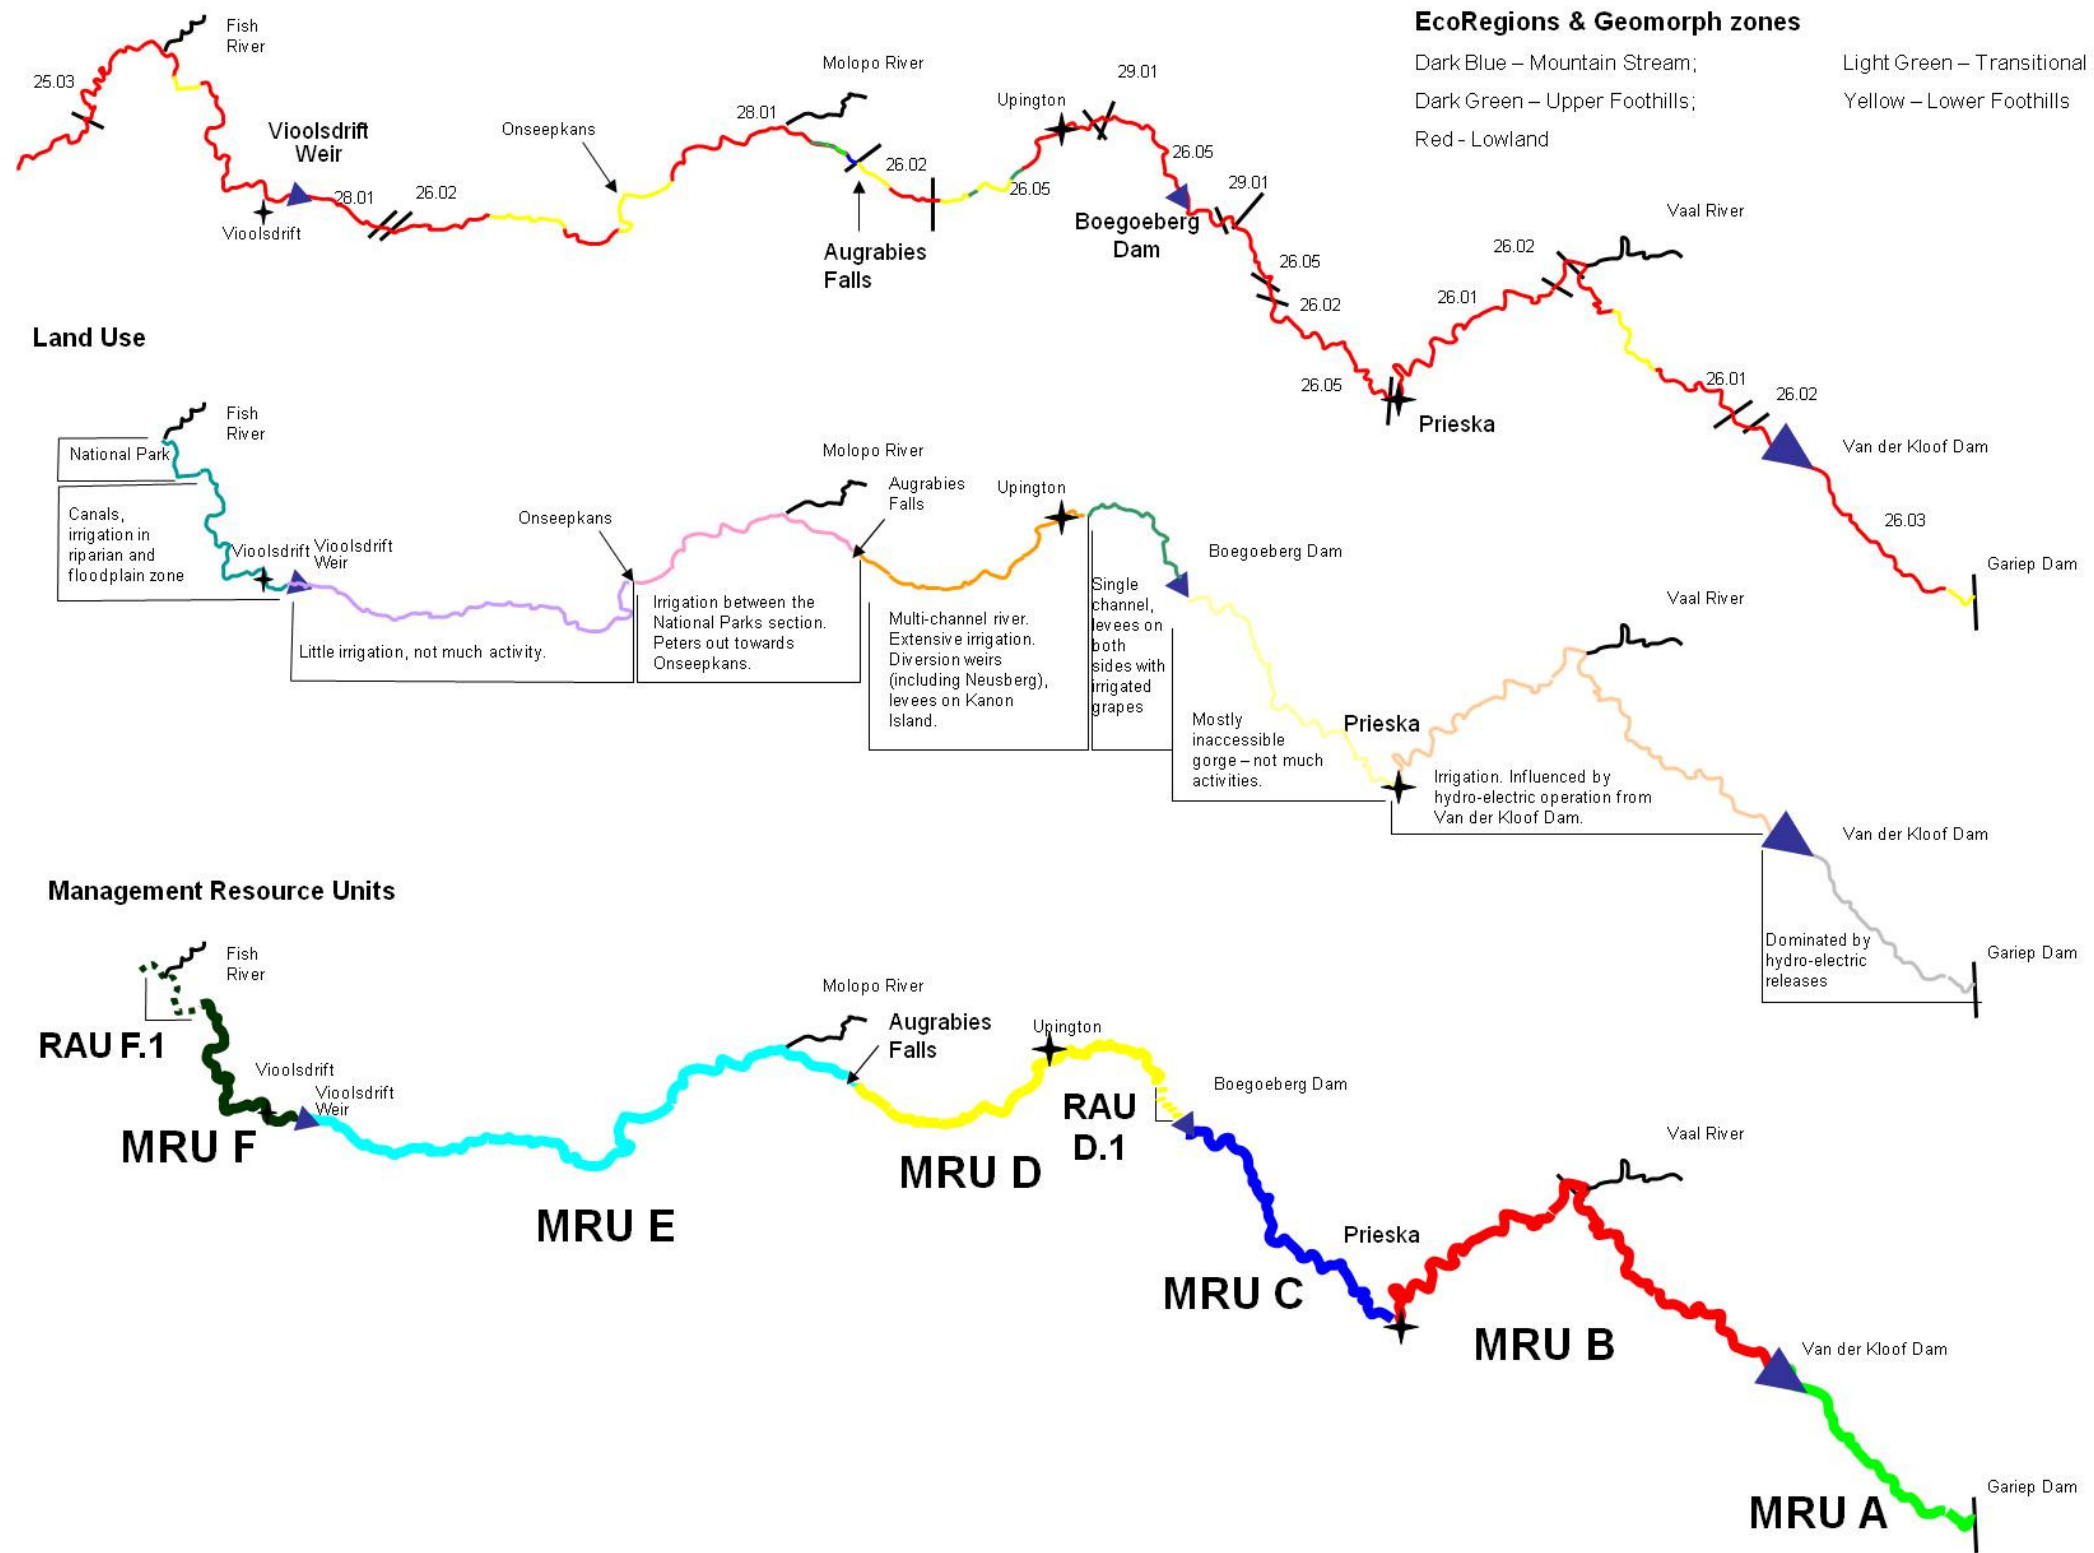 EcoRegions & Geomorph zones
Dark Blue – Mountain Stream;
Light Green – Transitional
Dark Green – Upper Foothills;
Yellow – Lower Foothills
Red - Lowland
Fish
River
25.03
Vioolsdrift
Weir
Vioolsdrift
28.01
26.02
Onseepkans
28.01
Molopo River
26.02
Augrabies
Falls
Upington
26.05
29.01
26.05
Boegoeberg
Dam
29.01
26.05
26.02
26.05
Prieska
26.01
26.02
Vaal River
26.01
26.02
Van der Kloof Dam
26.03
Gariep Dam
Land Use
Fish
River
National Park
Canals,
irrigation in
riparian and
floodplain zone
Vioolsdrift
Vioolsdrift
Weir
Little irrigation, not much activity.
Onseepkans
Irrigation between the
National Parks section.
Peters out towards
Onseepkans.
Molopo River
Augrabies
Falls
Multi-channel river.
Extensive irrigation.
Diversion weirs
(including Neusberg),
levees on Kanon
Island.
Upington
Single
channel,
levees on
both
sides with
irrigated
grapes
Boegoeberg Dam
Mostly
inaccessible
gorge – not much
activities.
Prieska
Irrigation. Influenced by
hydro-electric operation from
Van der Kloof Dam.
Vaal River
Van der Kloof Dam
Dominated by
hydro-electric
releases
Gariep Dam
Management Resource Units
Fish
River
RAU F.1
Vioolsdrift
Vioolsdrift
Weir
MRU F
MRU E
Molopo River
Augrabies
Falls
MRU D
Upington
RAU
D.1
Boegoeberg Dam
MRU C
Prieska
MRU B
Vaal River
Van der Kloof Dam
MRU A
Gariep Dam